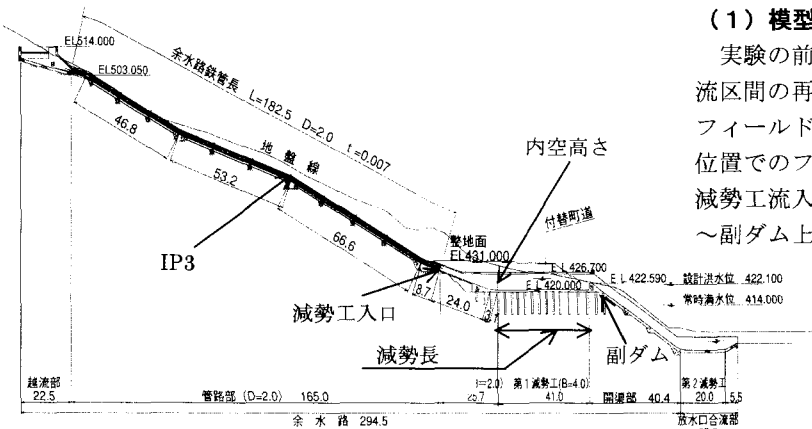 EL514.000
EL503.050
余水路鉄管長 L=182.5 D=2.0 t=0.007
46.8
53.2
66.6
地盤線
IP3
内空高さ
付替町道
整地面
EL431.000
EL426.700
EL420.000
EL422.590
設計洪水位 422.100
常時満水位 414.000
8.7
24.0
減勢工入口
減勢長
副ダム
越流部
22.5
管路部 (D=2.0) 165.0
25.7
第1減勢工(B=4.0)
41.0
開渠部 40.4
第2減勢工
20.0
5.5
余水路 294.5
放水口合流部
(1)模型
実験の前
流区間の再
フィールド
位置でのフ
減勢工流入
~副ダム上